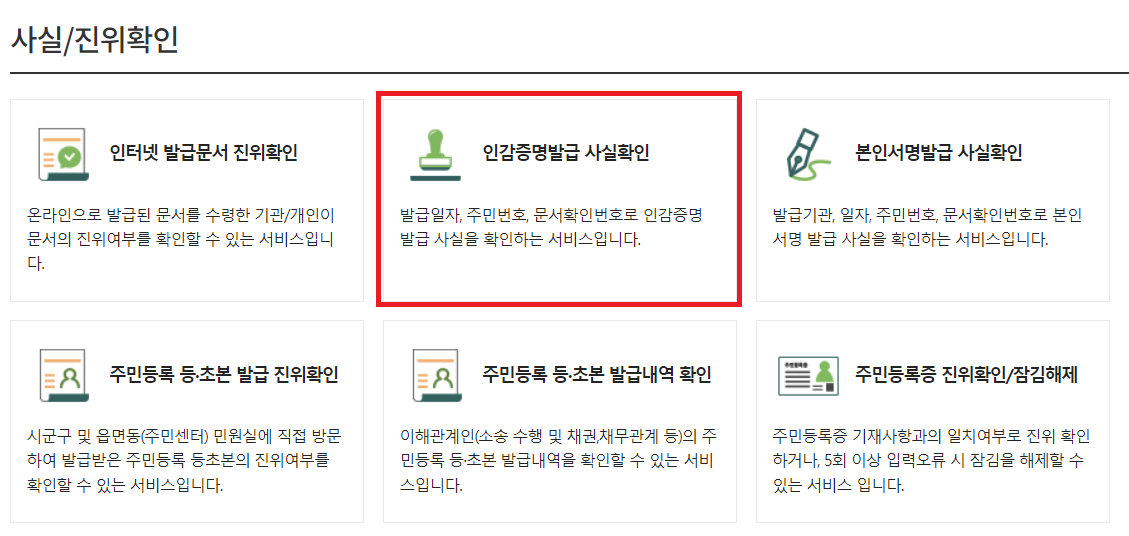 사실/진위확인
인터넷 발급문서 진위확인
온라인으로 발급된 문서를 수령한 기관/개인이
문서의 진위여부를 확인할 수 있는 서비스입니
다.
인감증명발급 사실확인
발급일자, 주민번호, 문서확인번호로 인감증명
발급 사실을 확인하는 서비스입니다.
본인서명발급 사실확인
발급기관, 일자, 주민번호, 문서확인번호로 본인
서명 발급 사실을 확인하는 서비스입니다.
주민등록 등·초본 발급 진위확인
시군구 및 읍면동(주민센터) 민원실에 직접 방문
하여 발급받은 주민등록 등초본의 진위여부를
확인할 수 있는 서비스입니다.
주민등록 등·초본 발급내역 확인
이해관계인(소송 수행 및 채권,채무관계 등)의 주
민등록 등·초본 발급내역을 확인할 수 있는 서비
스입니다.
주민등록증
주민등록증 진위확인/잠김해제
주민등록증 기재사항과의 일치여부로 진위 확인
하거나, 5회 이상 입력오류 시 잠김을 해제할 수
있는 서비스 입니다.